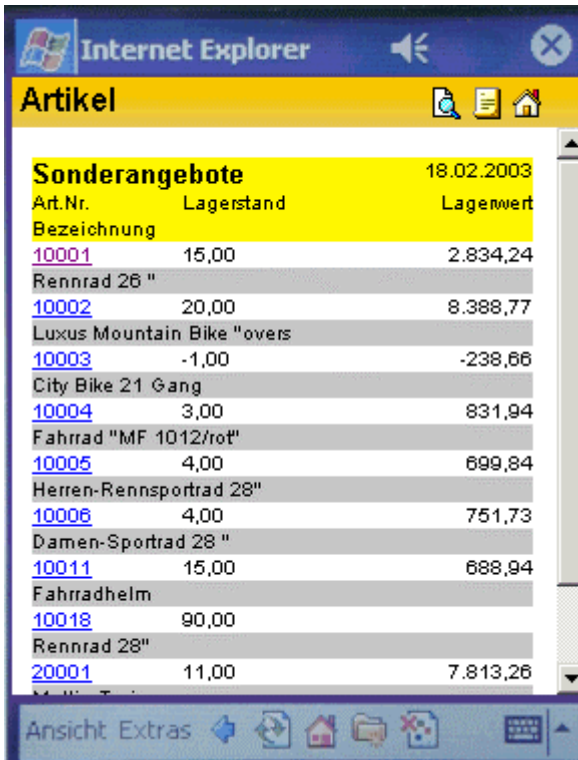 Internet Explorer
Artikel
Sonderangebote 18.02.2003
Art.Nr. Lagerstand Lagerwert
Bezeichnung
10001 15,00 2.834,24
Rennrad 26 "
10002 20,00 8.388,77
Luxus Mountain Bike "overs
10003 -1,00 -238,66
City Bike 21 Gang
10004 3,00 831,94
Fahrrad "MF 1012/rot"
10005 4,00 699,84
Herren-Rennsportrad 28"
10006 4,00 751,73
Damen-Sportrad 28 "
10011 15,00 688,94
Fahrradhelm
10018 90,00
Rennrad 28"
20001 11,00 7.813,26
Ansicht Extras